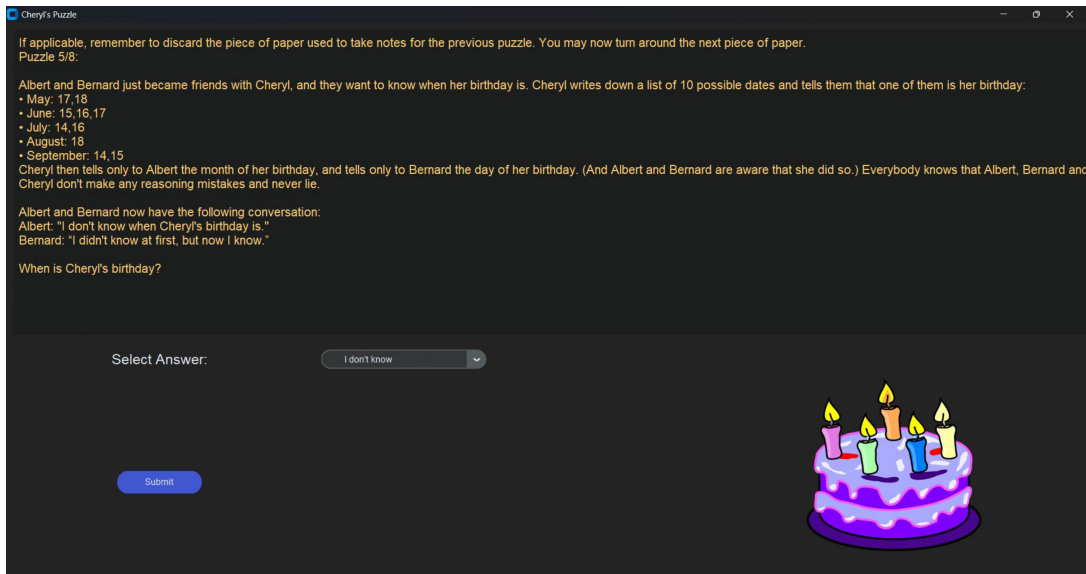 Cheryl's Puzzle
If applicable, remember to discard the piece of paper used to take notes for the previous puzzle. You may now turn around the next piece of paper.
Puzzle 5/8:
Albert and Bernard just became friends with Cheryl, and they want to know when her birthday is. Cheryl writes down a list of 10 possible dates and tells them that one of them is her birthday:
• May: 17,18
• June: 15,16,17
• July: 14,16
• August: 18
• September: 14,15
Cheryl then tells only to Albert the month of her birthday, and tells only to Bernard the day of her birthday. (And Albert and Bernard are aware that she did so.) Everybody knows that Albert, Bernard and
Cheryl don't make any reasoning mistakes and never lie.
Albert and Bernard now have the following conversation:
Albert: "I don't know when Cheryl's birthday is."
Bernard: "I didn't know at first, but now I know."
When is Cheryl's birthday?
Select Answer:
I don't know
Submit